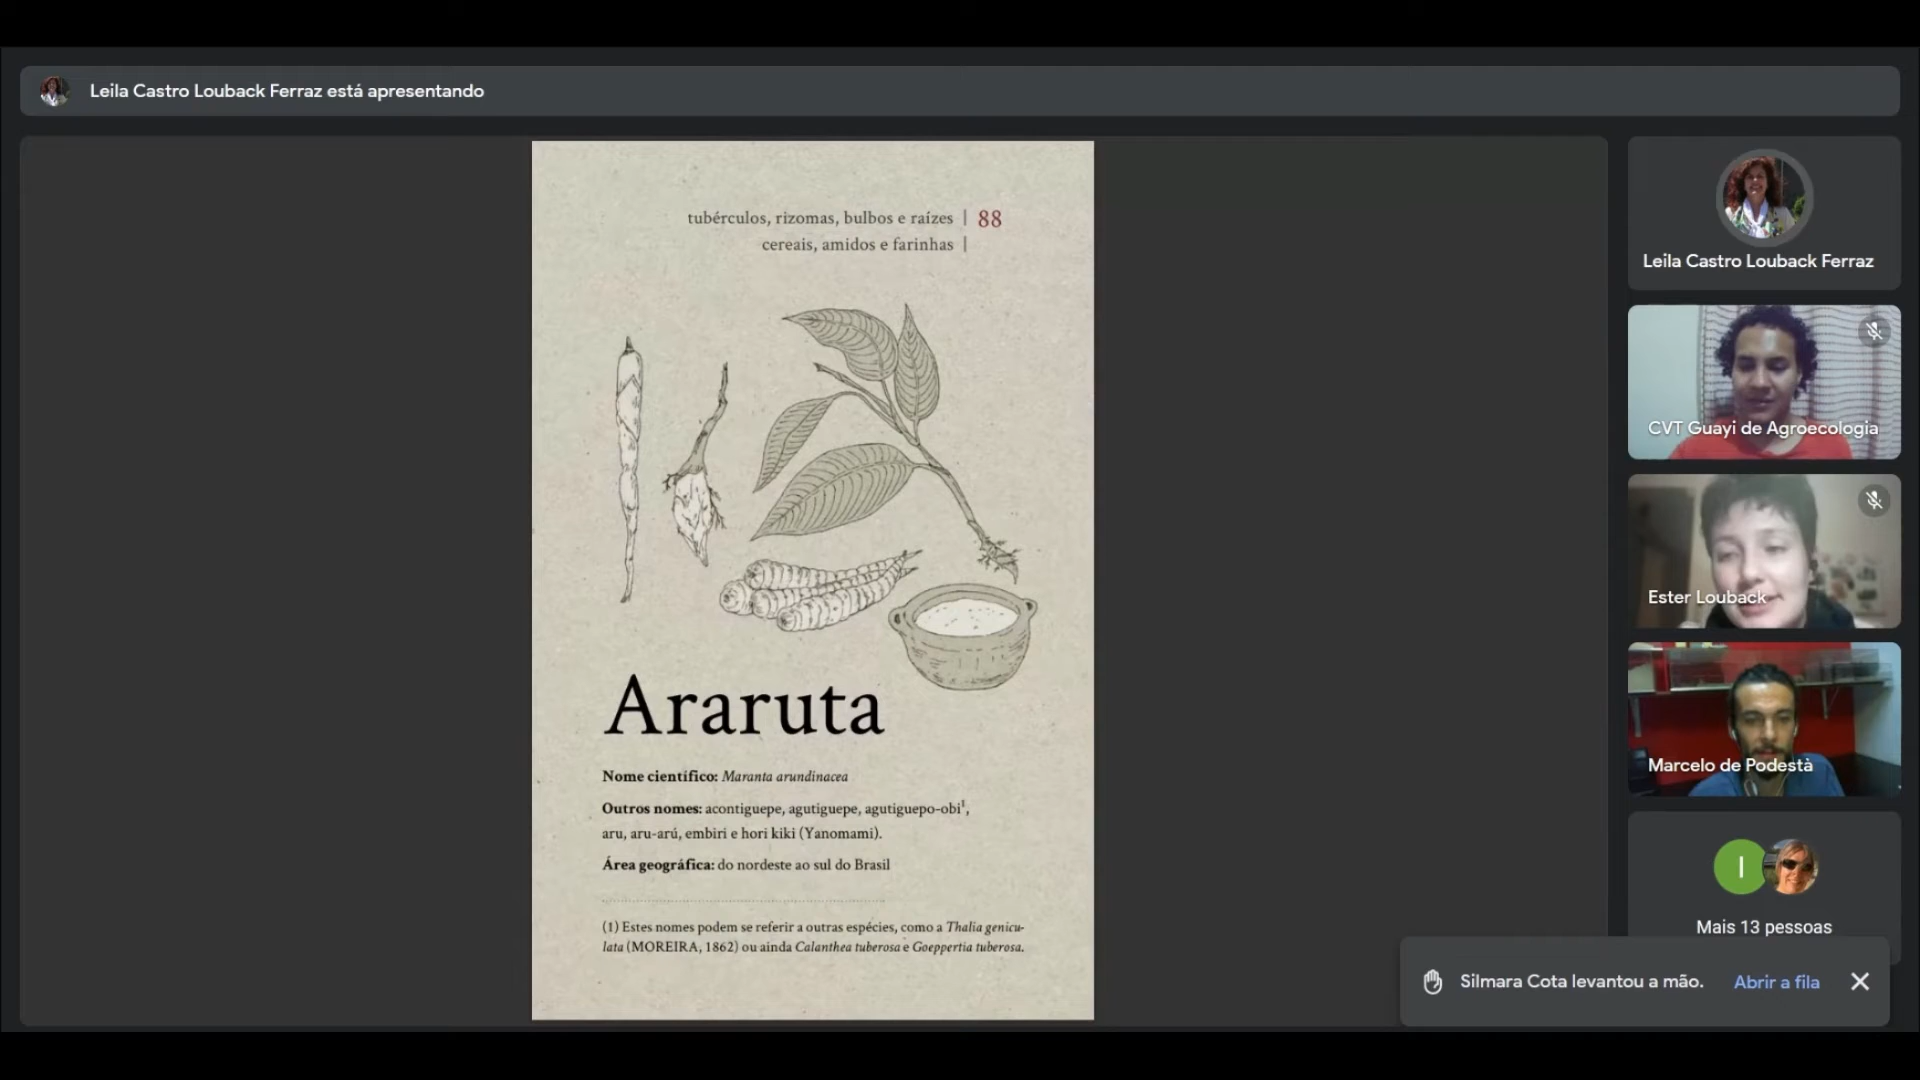 Leila Castro Louback Ferraz está apresentando
tubérculos, rizomas, bulbos e raízes | 88
cereais, amidos e farinhas |
Araruta
Nome científico: Maranta arundinacea
Outros nomes: acontiguepe, agutiguepe, agutiguepo-obi¹,
aru, aru-arú, embiri e hori kiki (Yanomami).
Área geográfica: do nordeste ao sul do Brasil
(1) Estes nomes podem se referir a outras espécies, como a Thalia genicu-
lata (MOREIRA, 1862) ou ainda Calanthea tuberosa e Goeppertia tuberosa.
Leila Castro Louback Ferraz
CVT Guayi de Agroecologia
Ester Louback
Marcelo de Podestà
I
Mais 13 pessoas
Silmara Cota levantou a mão. Abrir a fila